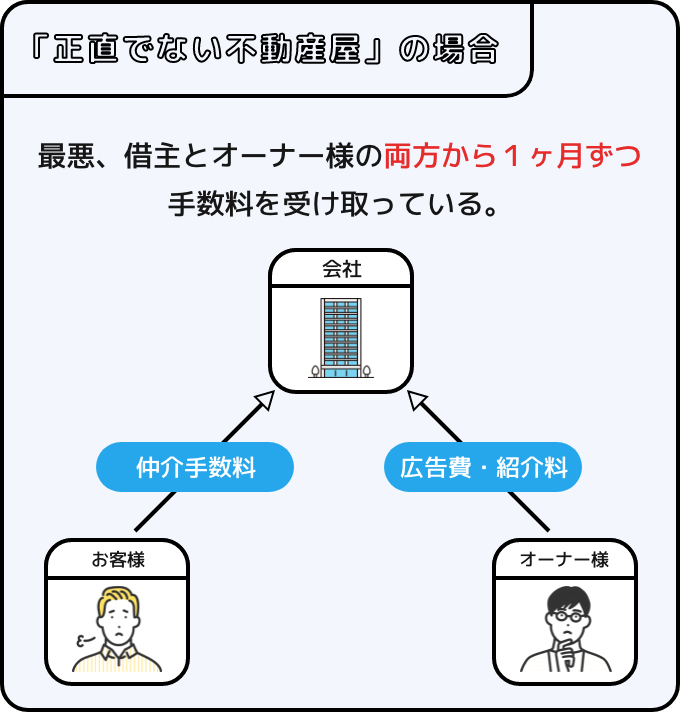 「正直でない不動産屋」の場合
最悪、借主とオーナー様の両方から１ヶ月ずつ
手数料を受け取っている。
会社
仲介手数料
広告費・紹介料
お客様
オーナー様